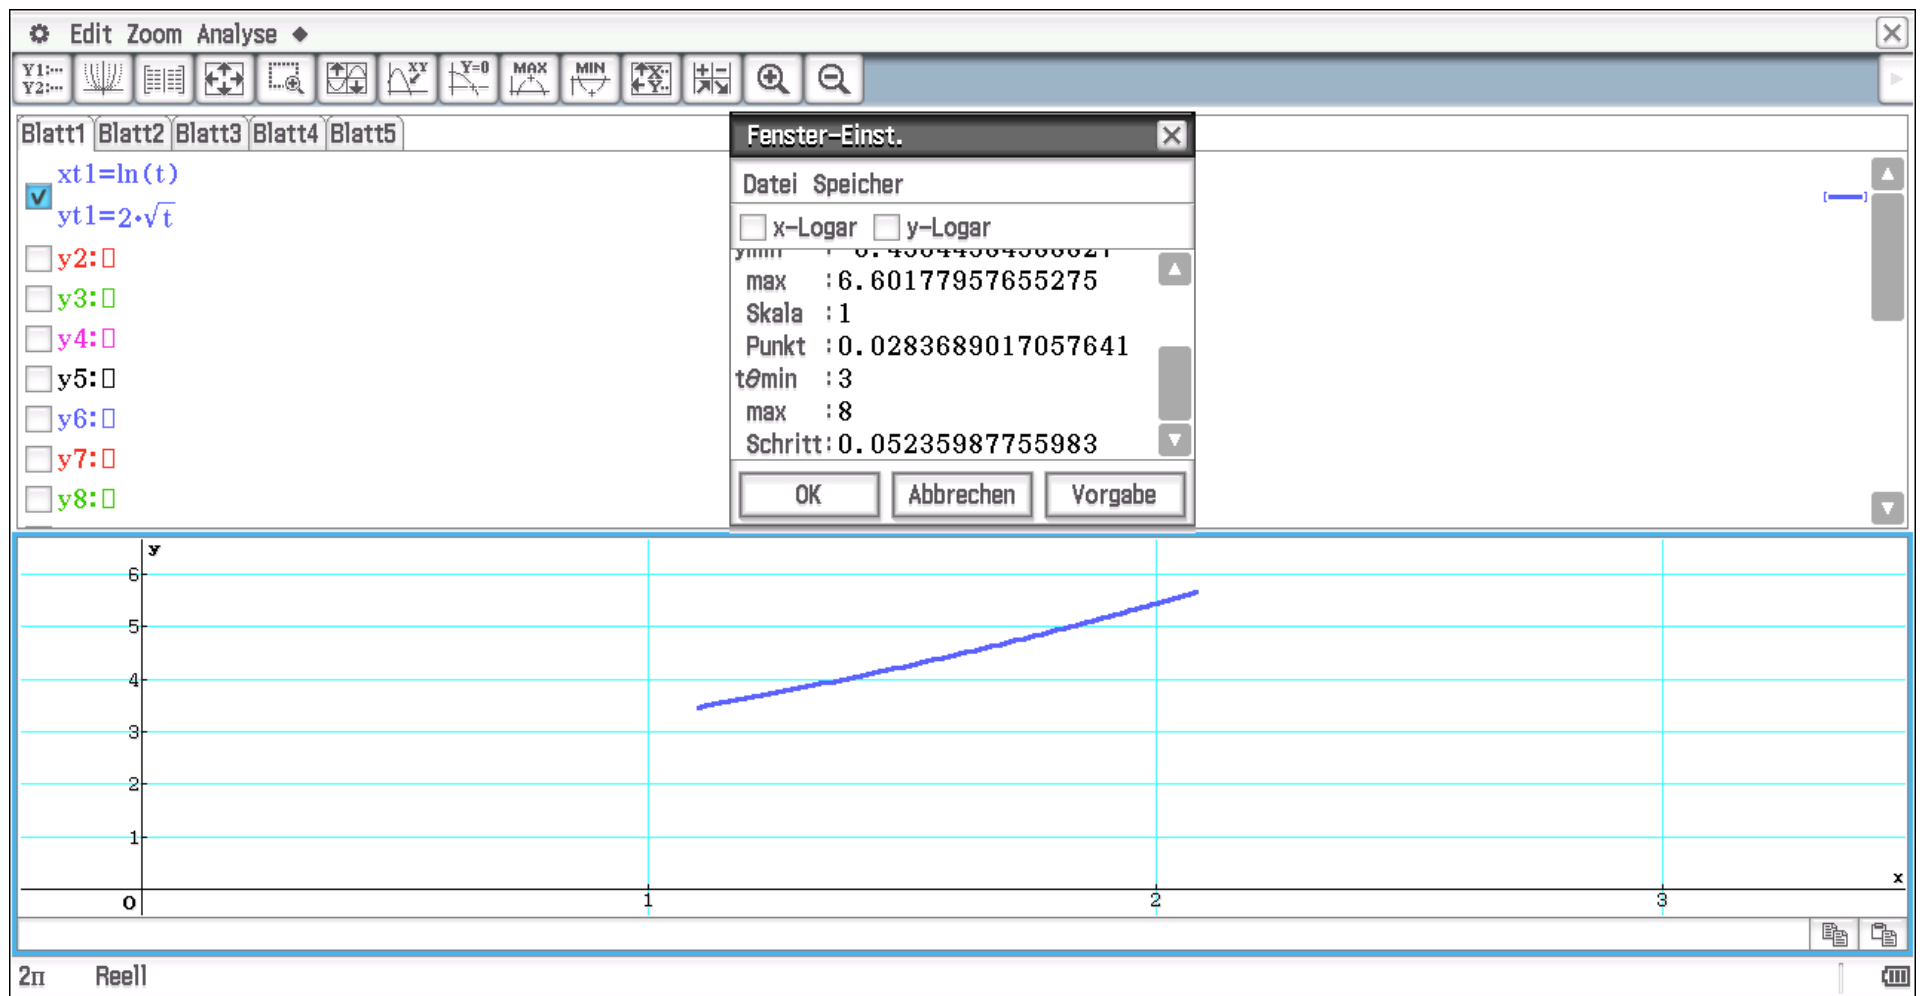 Edit Zoom Analyse ◆
Y1:··· Y2:··· XY Y=0 MAX MIN X·· Y··
Blatt1 Blatt2 Blatt3 Blatt4 Blatt5
xt1=ln(t)
yt1=2·√t
y2:
y3:
y4:
y5:
y6:
y7:
y8:
Fenster-Einst.
Datei Speicher
x-Logar y-Logar
max :6.60177957655275
Skala :1
Punkt :0.0283689017057641
tθmin :3
max :8
Schritt:0.05235987755983
OK Abbrechen Vorgabe
y
6
5
4
3
2
1
x
0 1 2 3
2π Reell